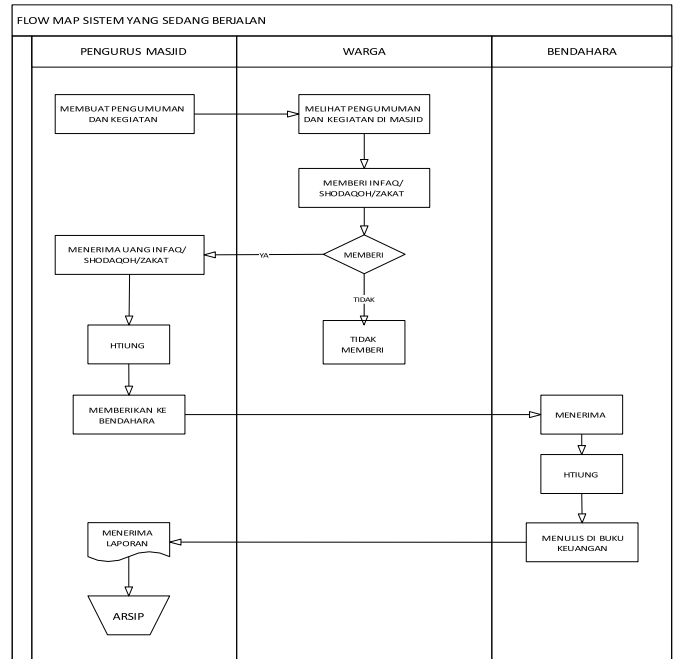 FLOW MAP SISTEM YANG SEDANG BERJALAN
PENGURUS MASJID
WARGA
BENDAHARA
MEMBUAT PENGUMUMAN
DAN KEGIATAN
MELIHAT PENGUMUMAN
DAN KEGIATAN DI MASJID
MEMBERI INFAQ/
SHODAQOH/ZAKAT
MEMBERI
YA
MENERIMA UANG INFAQ/
SHODAQOH/ZAKAT
TIDAK
TIDAK
MEMBERI
HTIUNG
MEMBERIKAN KE
BENDAHARA
MENERIMA
HTIUNG
MENULIS DI BUKU
KEUANGAN
MENERIMA
LAPORAN
ARSIP